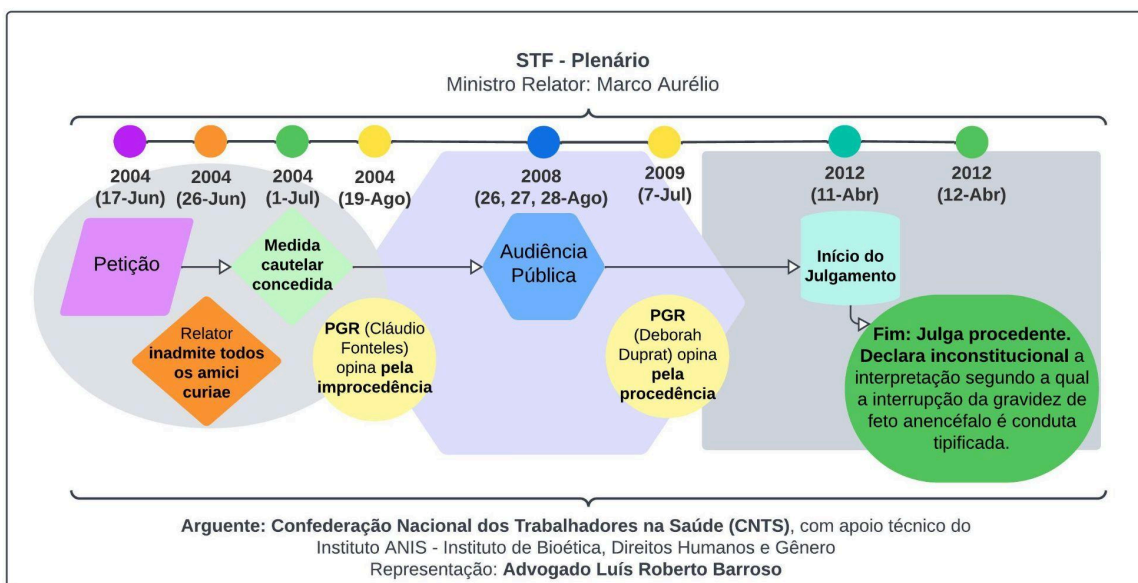 STF - Plenário
Ministro Relator: Marco Aurélio
2004
(17-Jun)
2004
(26-Jun)
2004
(1-Jul)
2004
(19-Ago)
2008
(26, 27, 28-Ago)
2009
(7-Jul)
2012
(11-Abr)
2012
(12-Abr)
Petição
Medida
cautelar
concedida
Audiência
Pública
Início do
Julgamento
Relator
inadmite todos
os amici
curiae
PGR (Cláudio
Fonteles)
opina pela
improcedência
PGR
(Deborah
Duprat) opina
pela
procedência
Fim: Julga procedente.
Declara inconstitucional a
interpretação segundo a qual
a interrupção da gravidez de
feto anencéfalo é conduta
tipificada.
Arguente: Confederação Nacional dos Trabalhadores na Saúde (CNTS), com apoio técnico do
Instituto ANIS - Instituto de Bioética, Direitos Humanos e Gênero
Representação: Advogado Luís Roberto Barroso